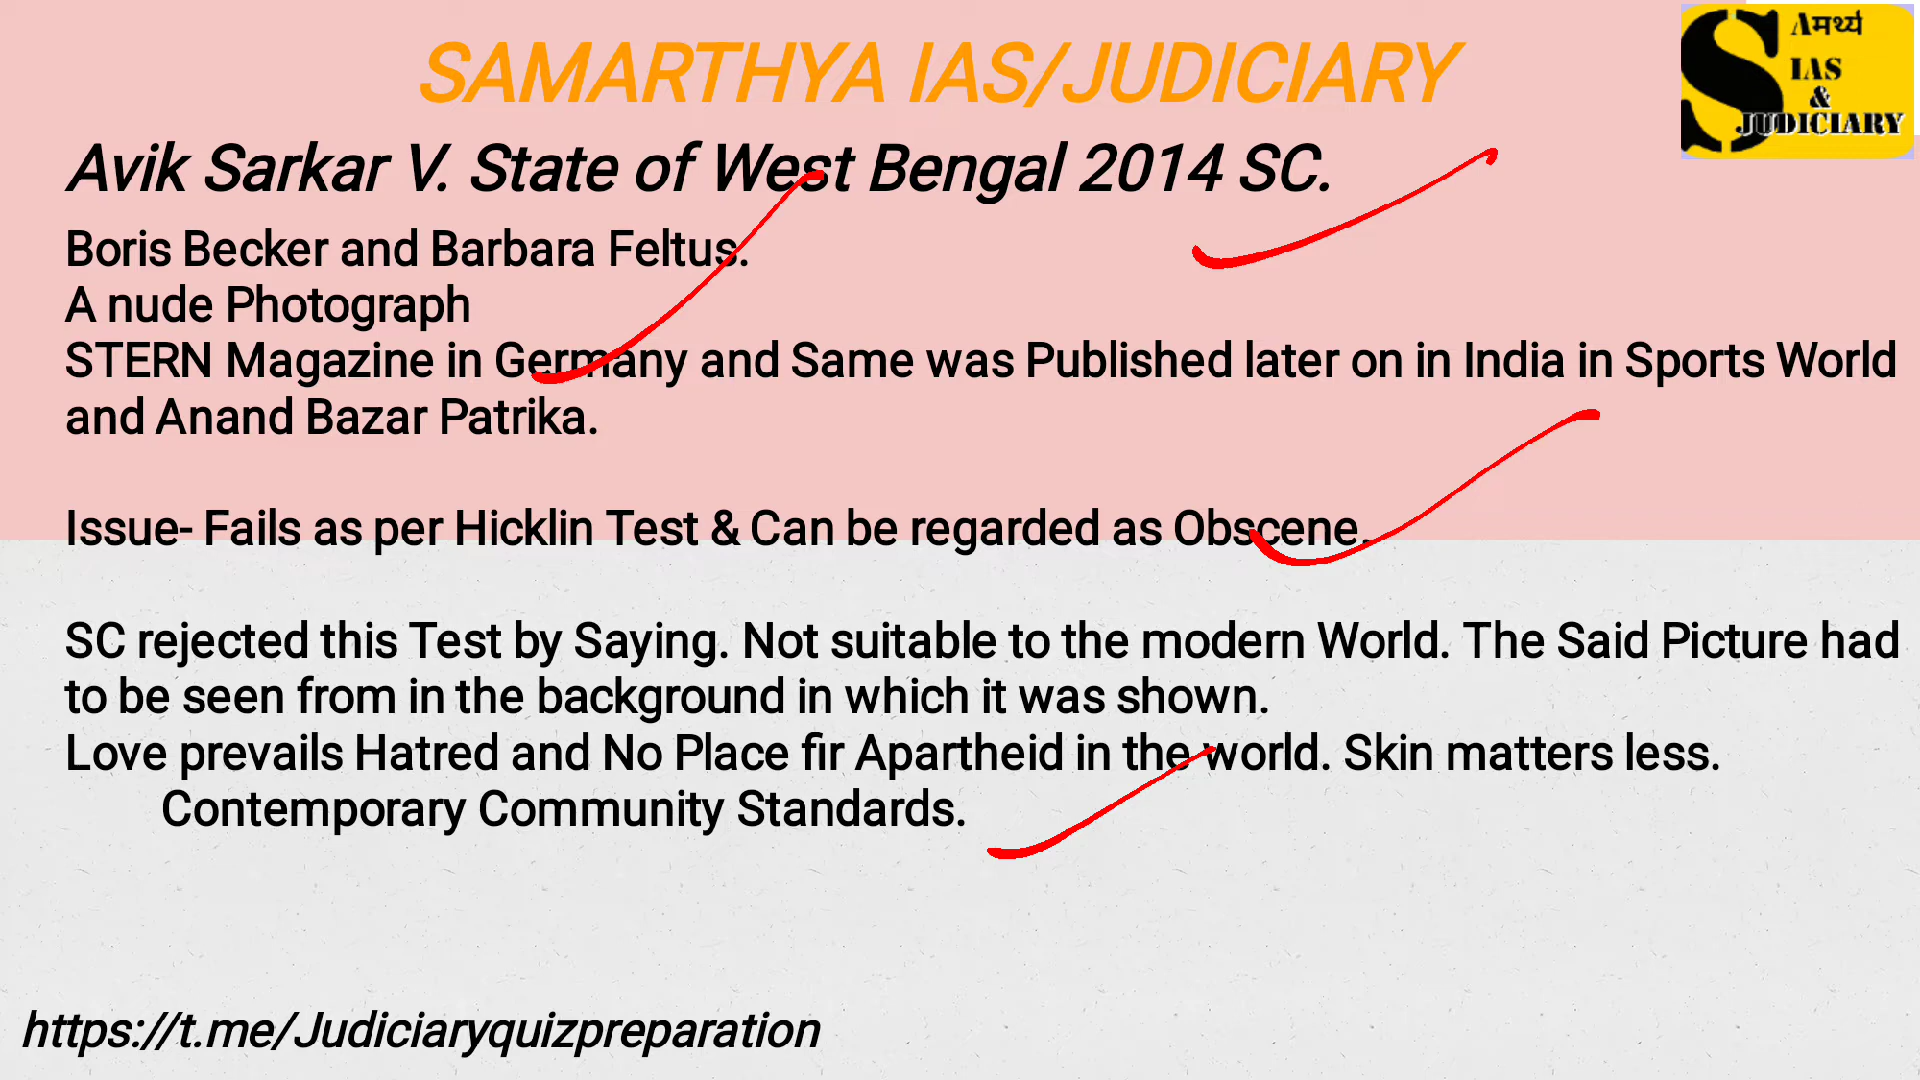 SAMARTHYA IAS/JUDICIARY
Aमर्थ्य
IAS
&
JUDICIARY
Avik Sarkar V. State of West Bengal 2014 SC.
Boris Becker and Barbara Feltus.
A nude Photograph
STERN Magazine in Germany and Same was Published later on in India in Sports World
and Anand Bazar Patrika.
Issue- Fails as per Hicklin Test & Can be regarded as Obscene.
SC rejected this Test by Saying. Not suitable to the modern World. The Said Picture had
to be seen from in the background in which it was shown.
Love prevails Hatred and No Place fir Apartheid in the world. Skin matters less.
Contemporary Community Standards.
https://t.me/Judiciaryquizpreparation